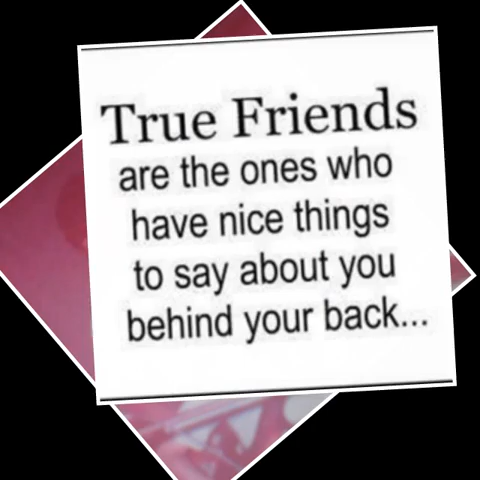 True Friends
are the ones who
have nice things
to say about you
behind your back...